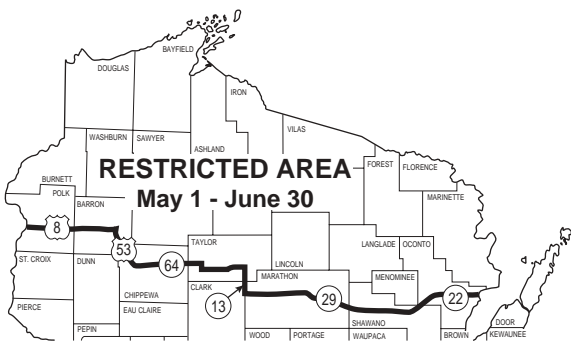 BAYFIELD
DOUGLAS
IRON
VILAS
WASHBURN SAWYER
ASHLAND
FOREST FLORENCE
RESTRICTED AREA
May 1 - June 30
BURNETT
POLK
BARRON
MARINETTE
8
53
64
TAYLOR
LANGLADE OCONTO
ST. CROIX
DUNN
LINCOLN
MARATHON
MENOMINEE
CLARK
CHIPPEWA
13
29
22
PIERCE
EAU CLAIRE
SHAWANO
DOOR
PEPIN
WOOD PORTAGE WAUPACA
BROWN
KEWAUNEE